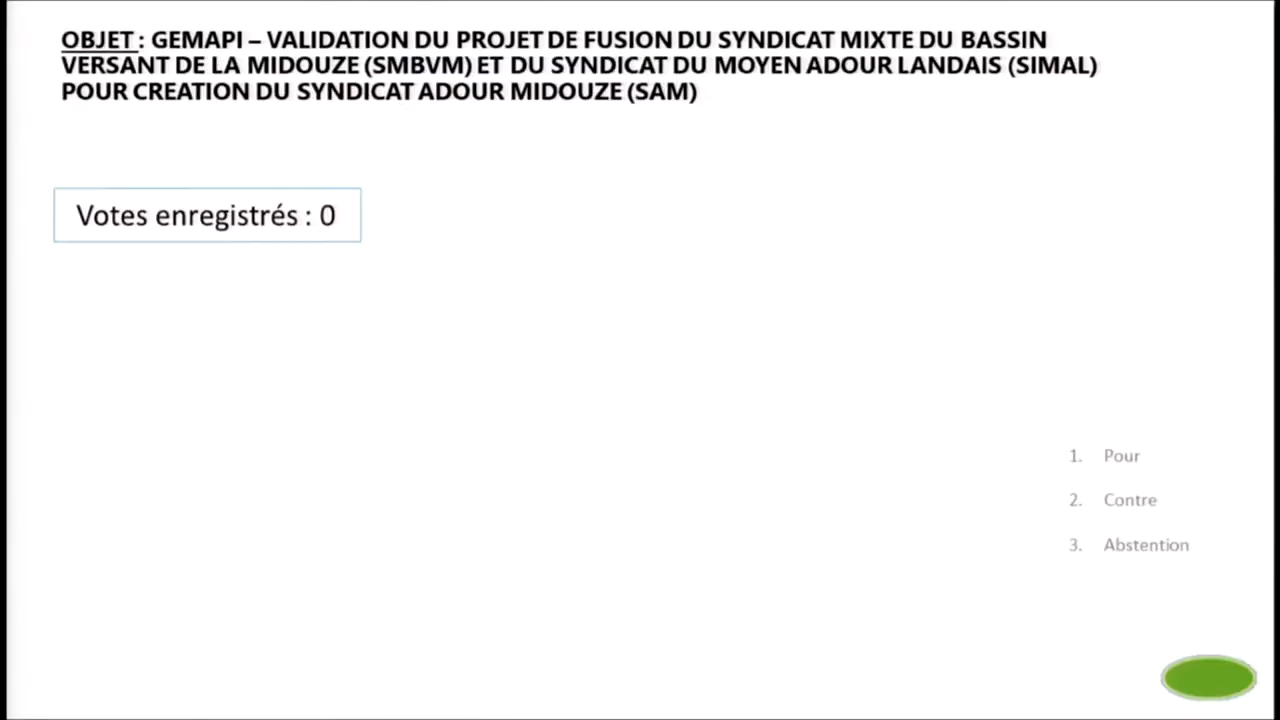 OBJET : GEMAPI – VALIDATION DU PROJET DE FUSION DU SYNDICAT MIXTE DU BASSIN
VERSANT DE LA MIDOUZE (SMBVM) ET DU SYNDICAT DU MOYEN ADOUR LANDAIS (SIMAL)
POUR CREATION DU SYNDICAT ADOUR MIDOUZE (SAM)
Votes enregistrés : 0
1. Pour
2. Contre
3. Abstention